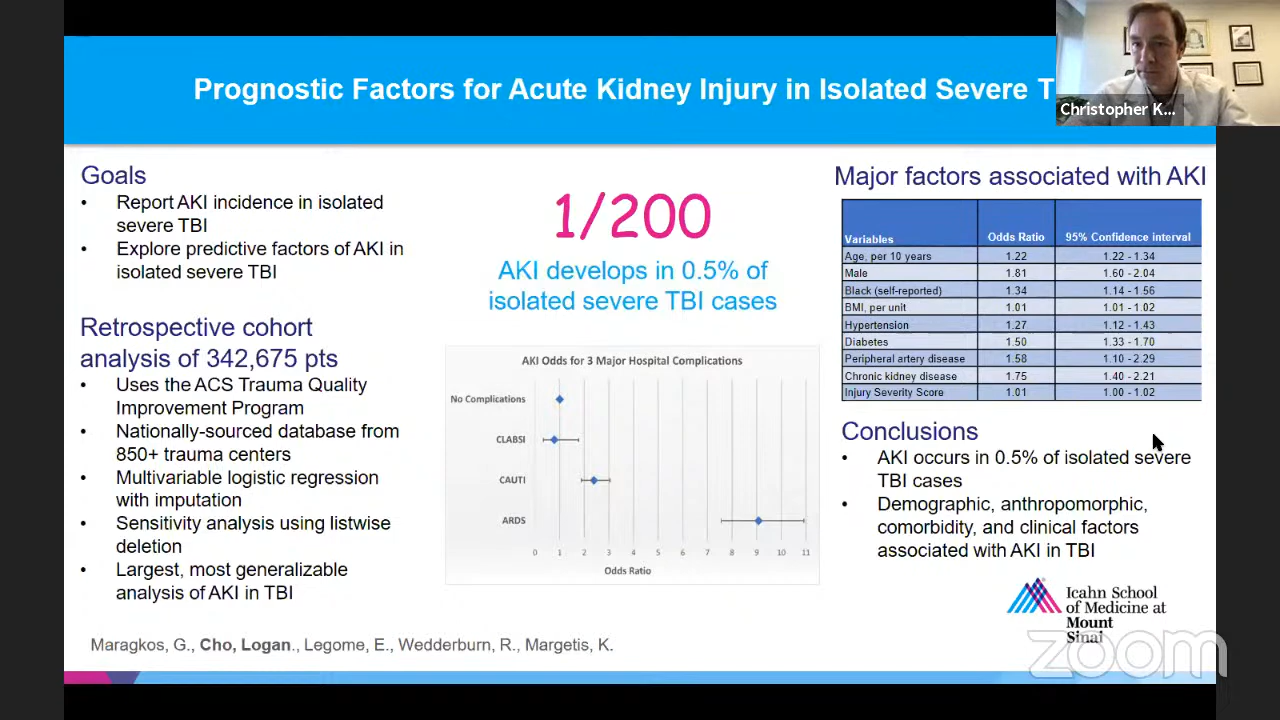 Prognostic Factors for Acute Kidney Injury in Isolated Severe T
Christopher K...
Goals
• Report AKI incidence in isolated
severe TBI
• Explore predictive factors of AKI in
isolated severe TBI
Retrospective cohort
analysis of 342,675 pts
• Uses the ACS Trauma Quality
Improvement Program
• Nationally-sourced database from
850+ trauma centers
• Multivariable logistic regression
with imputation
• Sensitivity analysis using listwise
deletion
• Largest, most generalizable
analysis of AKI in TBI
1/200
AKI develops in 0.5% of
isolated severe TBI cases
AKI Odds for 3 Major Hospital Complications
No Complications
CLABSI
CAUTI
ARDS
0 1 2 3 4 5 6 7 8 9 10 11
Odds Ratio
Major factors associated with AKI
Variables Odds Ratio 95% Confidence interval
Age, per 10 years 1.22 1.22 - 1.34
Male 1.81 1.60 - 2.04
Black (self-reported) 1.34 1.14 - 1.56
BMI, per unit 1.01 1.01 - 1.02
Hypertension 1.27 1.12 - 1.43
Diabetes 1.50 1.33 - 1.70
Peripheral artery disease 1.58 1.10 - 2.29
Chronic kidney disease 1.75 1.40 - 2.21
Injury Severity Score 1.01 1.00 - 1.02
Conclusions
• AKI occurs in 0.5% of isolated severe
TBI cases
• Demographic, anthropomorphic,
comorbidity, and clinical factors
associated with AKI in TBI
Icahn School
of Medicine at
Mount
Sinai
zoom
Maragkos, G., Cho, Logan., Legome, E., Wedderburn, R., Margetis, K.